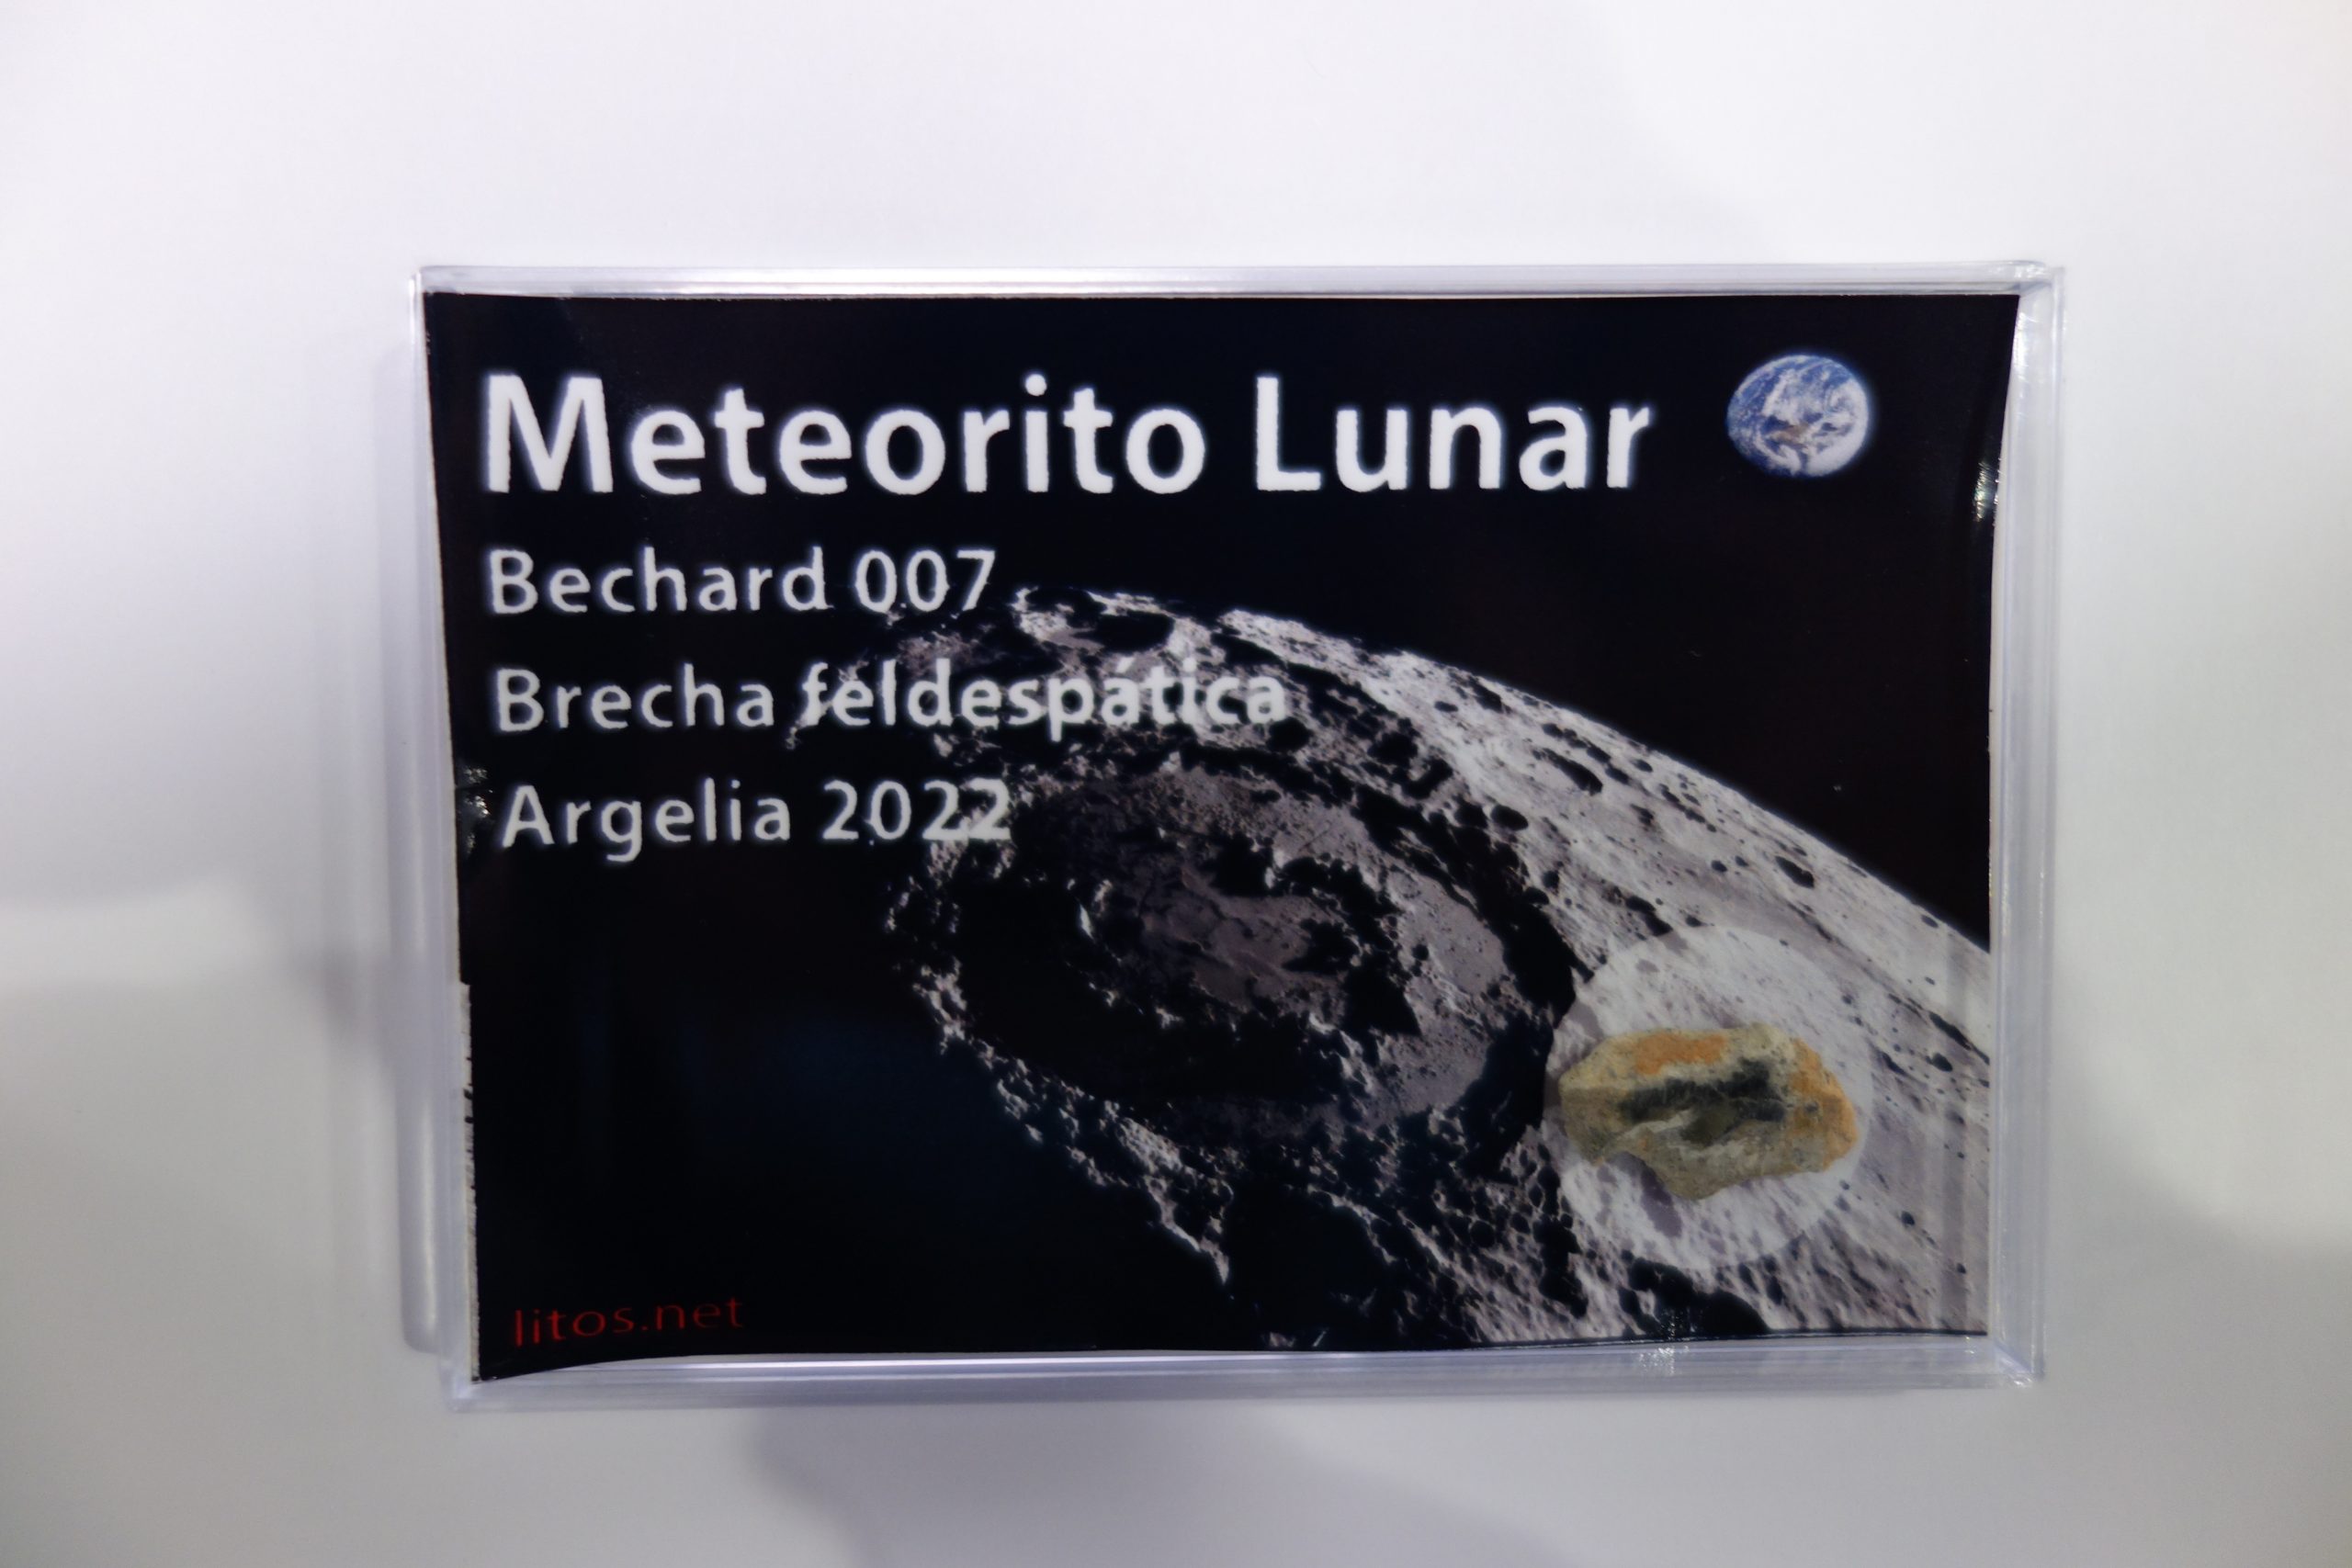 Meteorito Lunar
Bechard 007
Brecha feldespática
Argelia 2022
litos.net